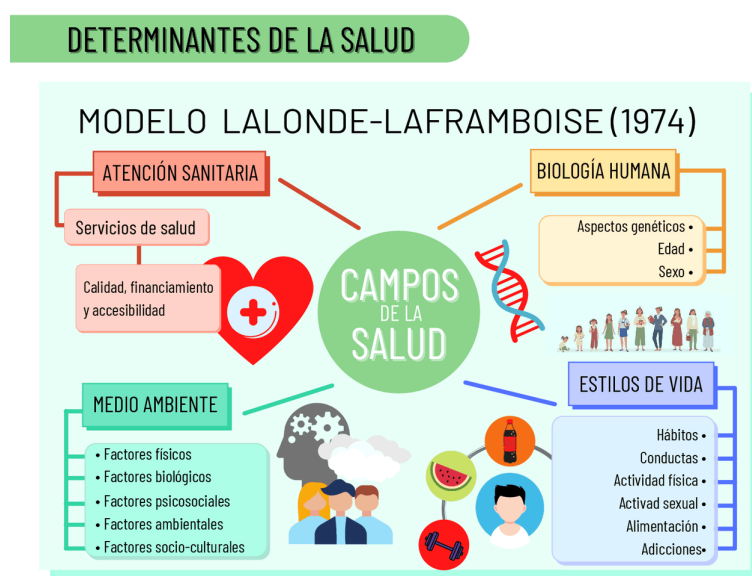 DETERMINANTES DE LA SALUD
MODELO LALONDE-LAFRAMBOISE (1974)
ATENCIÓN SANITARIA
Servicios de salud
Calidad, financiamiento
y accesibilidad
BIOLOGÍA HUMANA
Aspectos genéticos •
Edad •
Sexo •
CAMPOS
DE LA
SALUD
MEDIO AMBIENTE
• Factores físicos
• Factores biológicos
• Factores psicosociales
• Factores ambientales
• Factores socio-culturales
ESTILOS DE VIDA
Hábitos •
Conductas •
Actividad física •
Activad sexual •
Alimentación •
Adicciones•